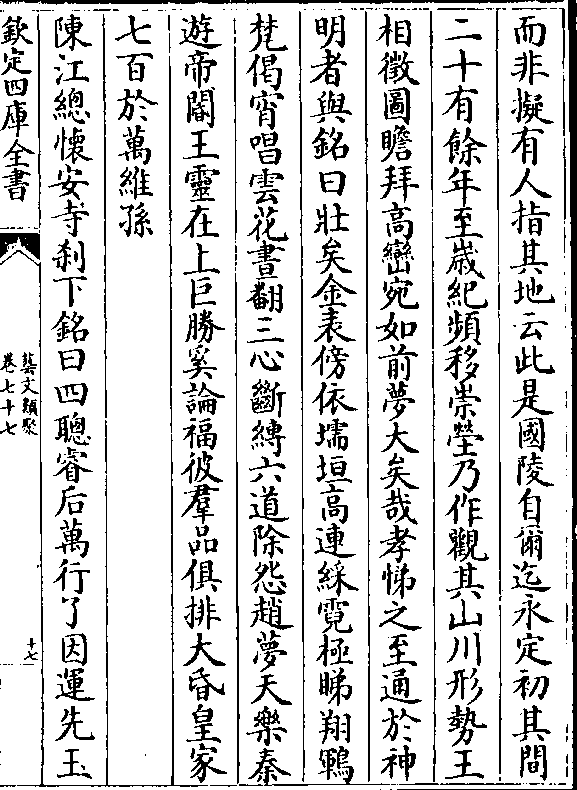 而非擬有人指其地云此是國陵自爾迄永定初其間
二十有餘年至歲紀頻移崇塋乃作觀其山川形勢王
相徵圖瞻拜高巒宛如前夢大矣哉孝悌之至通於神
明者與銘曰壯矣金表傍依壖垣高連綵霓極睇翔鵾
梵偈宵唱雲花晝翻三心斷縛六道除怨趙夢天樂秦
遊帝閽王靈在上巨勝奚論福彼羣品俱排大昏皇家
七百於萬維孫
陳江總懷安寺刹下銘曰四聰睿后萬行了因運先玉
欽定四庫全書
藝文類聚
卷七十七
十七